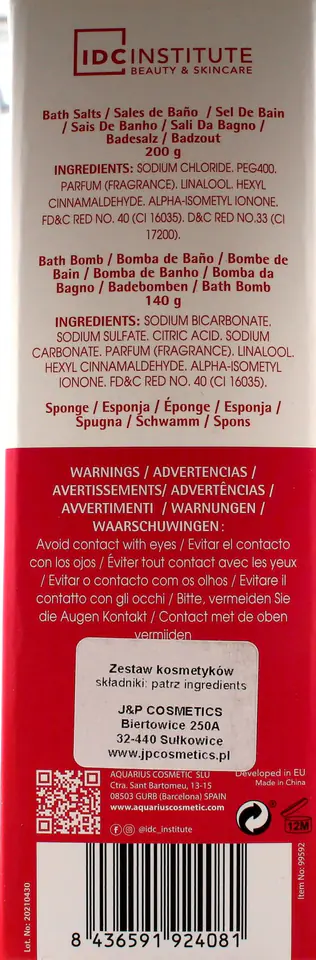 IDC INSTITUTE
BEAUTY & SKINCARE
Bath Salts / Sales de Baño / Sel De Bain
/ Sais De Banho / Sali Da Bagno /
Badesalz / Badzout
200 g
INGREDIENTS: SODIUM CHLORIDE. PEG400.
PARFUM (FRAGRANCE). LINALOOL. HEXYL
CINNAMALDEHYDE. ALPHA-ISOMETYL IONONE.
FD&C RED NO. 40 (CI 16035). D&C RED NO.33 (CI
17200).
Bath Bomb / Bomba de Baño / Bombe de
Bain / Bomba de Banho / Bomba da
Bagno / Badebomben / Bath Bomb
140 g
INGREDIENTS: SODIUM BICARBONATE.
SODIUM SULFATE. CITRIC ACID. SODIUM
CARBONATE. PARFUM (FRAGRANCE). LINALOOL.
HEXYL CINNAMALDEHYDE. ALPHA-ISOMETYL
IONONE. FD&C RED NO. 40 (CI 16035).
Sponge / Esponja / Éponge / Esponja /
Spugna / Schwamm / Spons
WARNINGS / ADVERTENCIAS /
AVERTISSEMENTS/ ADVERTÊNCIAS /
AVVERTIMENTI / WARNUNGEN /
WAARSCHUWINGEN :
Avoid contact with eyes / Evitar el contacto
con los ojos / Éviter tout contact avec les yeux
/ Evitar o contacto com os olhos / Evitare il
contatto con gli occhi / Bitte, vermeiden Sie
die Augen Kontakt / Contact met de oben
vermijden
Zestaw kosmetyków
składniki: patrz ingredients
J&P COSMETICS
Biertowice 250A
32-440 Sułkowice
www.jpcosmetics.pl
AQUARIUS COSMETIC SLU
Ctra. Sant Bartomeu, 13-15
08503 GURB (Barcelona) SPAIN
www.aquariuscosmetic.com
@idc_institute
Developed in EU
Made in China
12M
Lot. No: 20210430
Item No: 99592
8 436591 924081